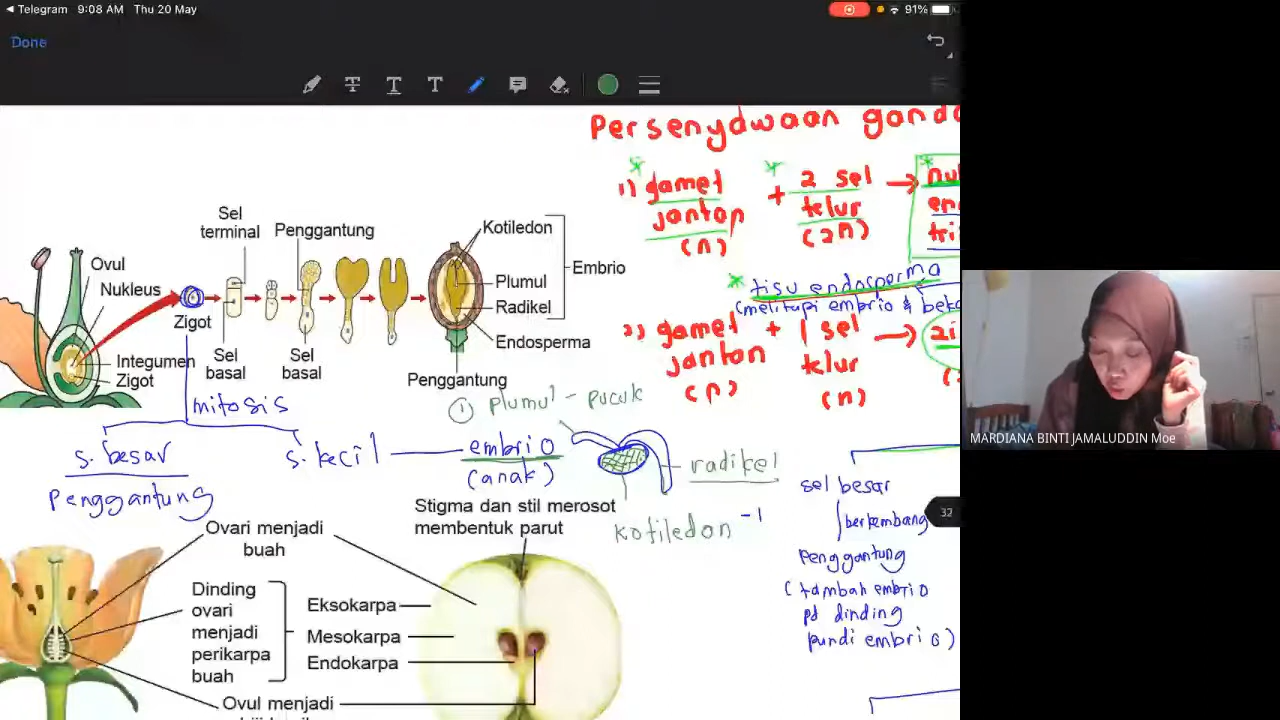 Telegram 9:08 AM Thu 20 May
91%
Done
T T T
Persenydwaan
1) gamet + 2 sel
jantan telur
(n) (2n)
tisu endosperma
2) gamet + 1 sel
jantan telur
(n) (n)
Sel
terminal
Penggantung
Kotiledon
Embrio
Plumul
Radikel
Endosperma
Penggantung
Ovul
Nukleus
Zigot
Integumen
Zigot
Sel
basal
Sel
basal
mitosis
s. besar
penggantung
s. kecil
embrio
(anak)
1 plumul - pucuk
radikel
kotiledon -1
sel besar
berkembang
penggantung
(tambah embrio
pd dinding
pundi embrio)
32
Stigma dan stil merosot
membentuk parut
Ovari menjadi
buah
Dinding
ovari
menjadi
perikarpa
buah
Eksokarpa
Mesokarpa
Endokarpa
Ovul menjadi
MARDIANA BINTI JAMALUDDIN Moe